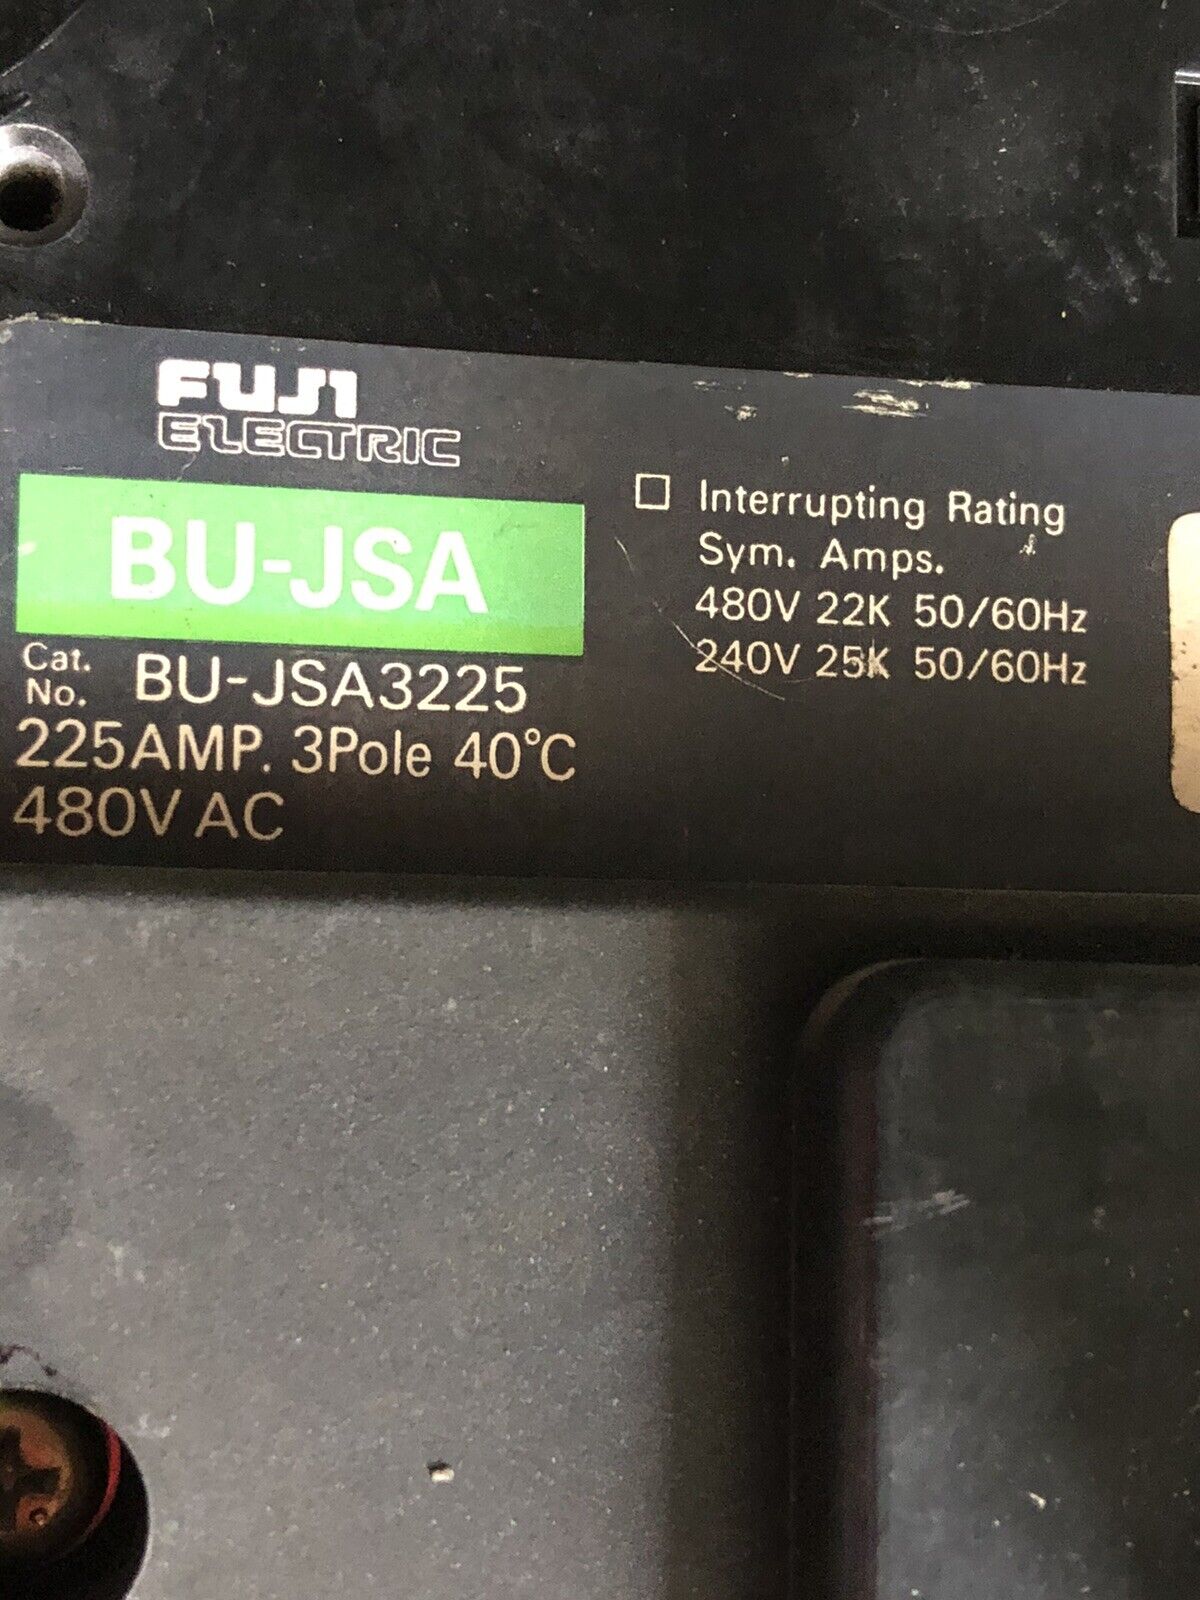 FUJI
ELECTRIC
BU-JSA
Cat.
No. BU-JSA3225
225AMP. 3Pole 40°C
480V AC
□ Interrupting Rating
Sym. Amps.
480V 22K 50/60Hz
240V 25K 50/60Hz